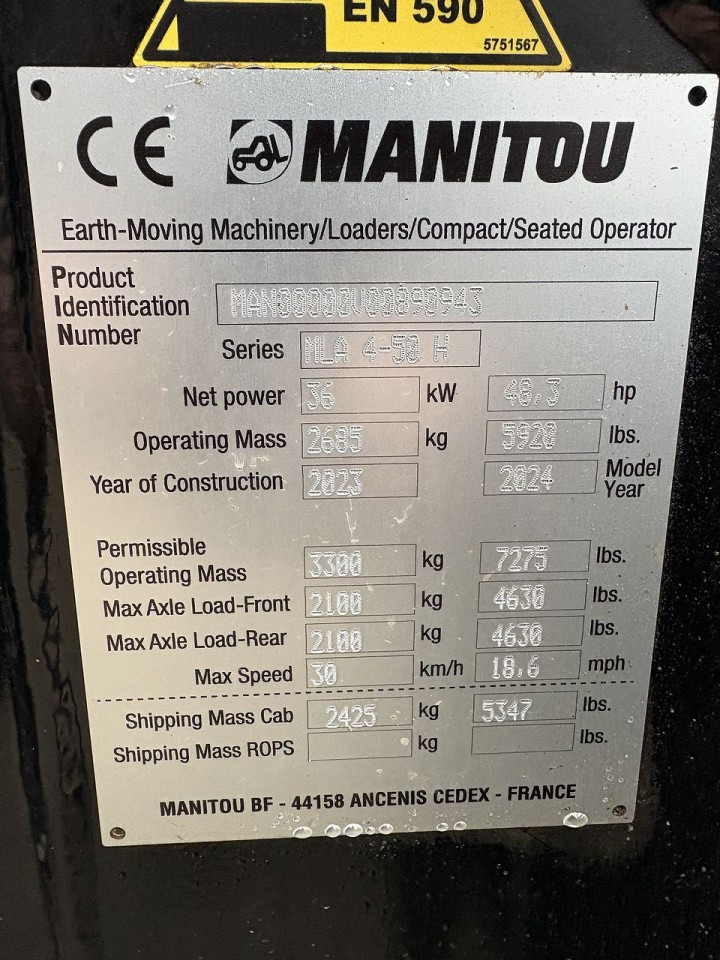 EN 590
5751567
CE MANITOU
Earth-Moving Machinery/Loaders/Compact/Seated Operator
Product
Identification MAN00000V00890943
Number
Series MLA 4-50 H
Net power 36 kW 48,3 hp
Operating Mass 2685 kg 5920 lbs.
Year of Construction 2023 2024 Model
Year
Permissible
Operating Mass 3300 kg 7275 lbs.
Max Axle Load-Front 2100 kg 4630 lbs.
Max Axle Load-Rear 2100 kg 4630 lbs.
Max Speed 30 km/h 18,6 mph
Shipping Mass Cab 2425 kg 5347 lbs.
Shipping Mass ROPS kg lbs.
MANITOU BF - 44158 ANCENIS CEDEX - FRANCE